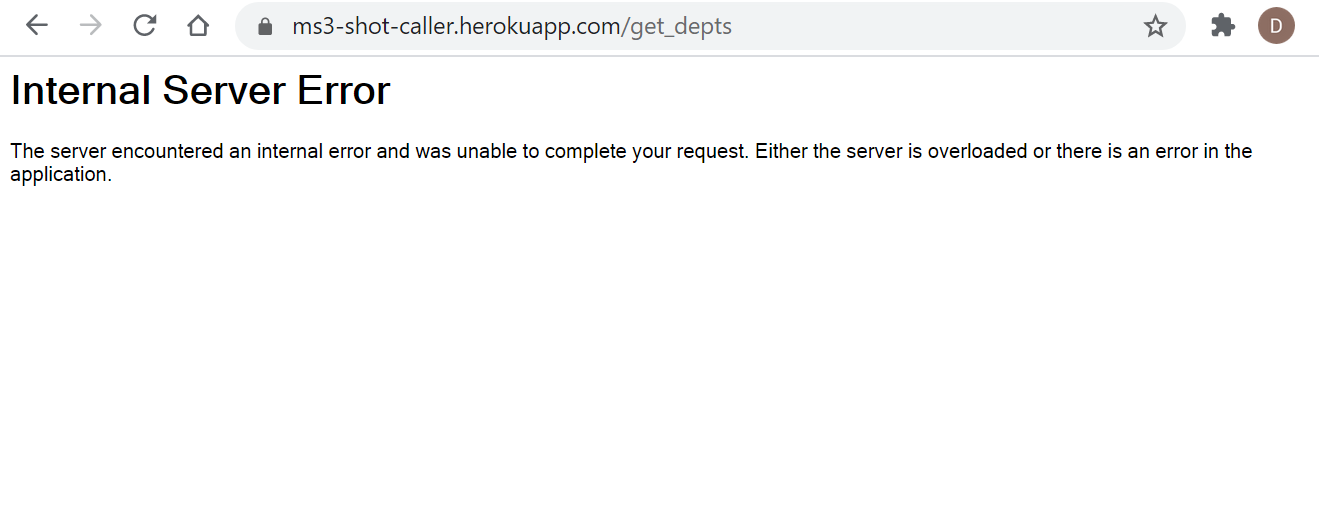 ms3-shot-caller.herokuapp.com/get_depts
D
Internal Server Error
The server encountered an internal error and was unable to complete your request. Either the server is overloaded or there is an error in the
application.